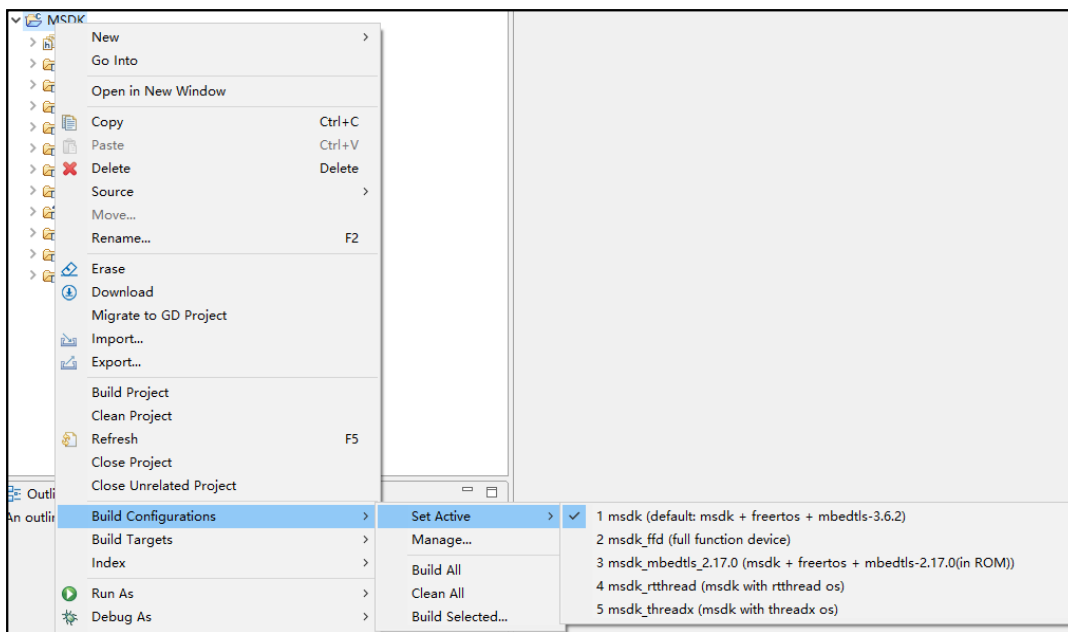 MSDK
New
Go Into
Open in New Window
Copy Ctrl+C
Paste Ctrl+V
Delete Delete
Source
Move...
Rename... F2
Erase
Download
Migrate to GD Project
Import...
Export...
Build Project
Clean Project
Refresh F5
Close Project
Close Unrelated Project
Outli
An outlin
Build Configurations
Build Targets
Index
Run As
Debug As
Set Active
Manage...
Build All
Clean All
Build Selected...
1 msdk (default: msdk + freertos + mbedtls-3.6.2)
2 msdk_ffd (full function device)
3 msdk_mbedtls_2.17.0 (msdk + freertos + mbedtls-2.17.0(in ROM))
4 msdk_rtthread (msdk with rtthread os)
5 msdk_threadx (msdk with threadx os)